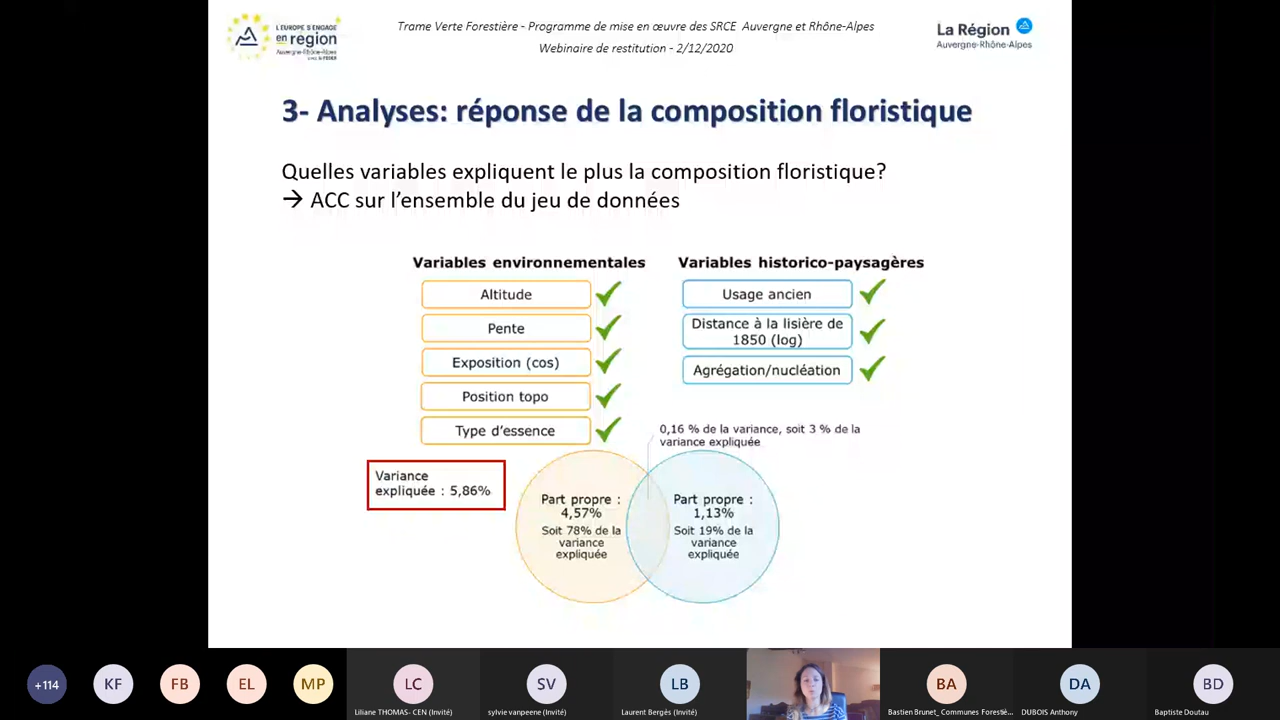 L'EUROPE S'ENGAGE
en région
Auvergne-Rhône-Alpes
Trame Verte Forestière - Programme de mise en œuvre des SRCE Auvergne et Rhône-Alpes
Webinaire de restitution - 2/12/2020
La Région
Auvergne-Rhône-Alpes
3- Analyses: réponse de la composition floristique
Quelles variables expliquent le plus la composition floristique?
→ ACC sur l'ensemble du jeu de données
Variables environnementales
Altitude
Pente
Exposition (cos)
Position topo
Type d'essence
Variables historico-paysagères
Usage ancien
Distance à la lisière de
1850 (log)
Agrégation/nucléation
0,16 % de la variance, soit 3 % de la
variance expliquée
Variance
expliquée : 5,86%
Part propre :
4,57%
Soit 78% de la
variance
expliquée
Part propre :
1,13%
Soit 19% de la
variance
expliquée
+114
KF
FB
EL
MP
LC
Liliane THOMAS- CEN (Invité)
SV
sylvie vanpeene (Invité)
LB
Laurent Bergès (Invité)
BA
Bastien Brunet_ Communes Forestiè...
DA
DUBOIS Anthony
BD
Baptiste Doutau